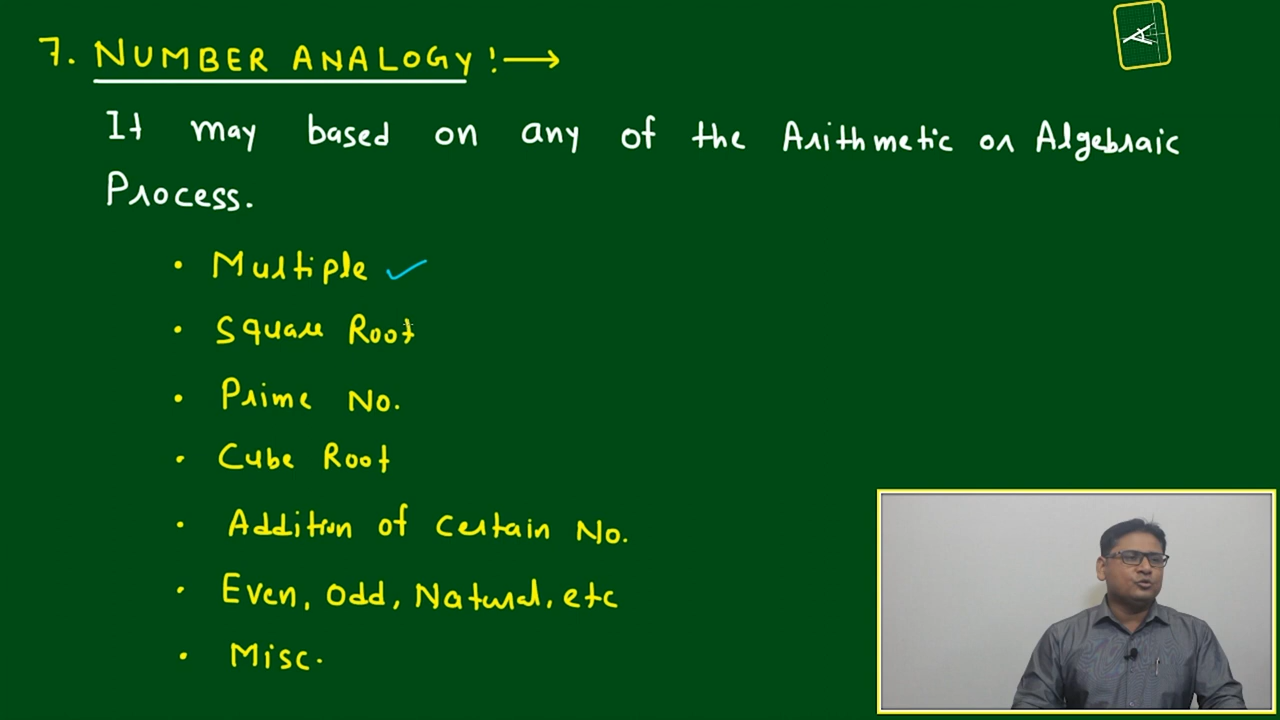 7. NUMBER ANALOGY :→
It may based on any of the Arithmetic or Algebraic
Process.
• Multiple ✓
• Square Root
• Prime No.
• Cube Root
• Addition of Certain No.
• Even, Odd, Natural, etc
• Misc.